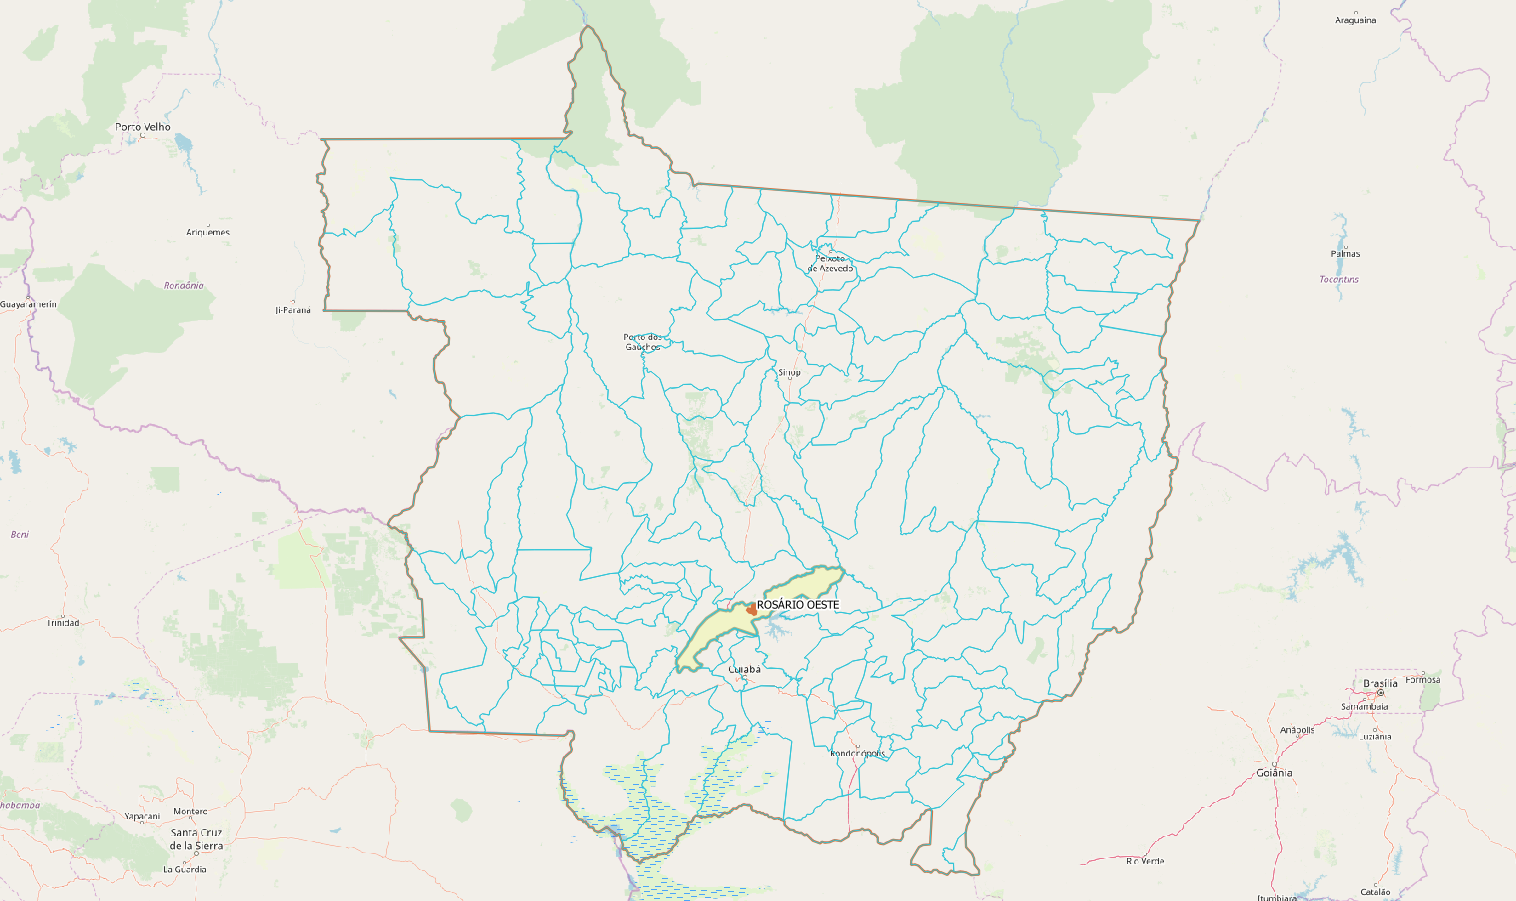 Araguaina
Porto Velho
Ariquemes
Palmas
Peixoto
de Azevedo
Tocantins
Rondônia
Guayaramerín
Ji-Paraná
Porto dos
Gaúchos
Sinop
Beni
ROSÁRIO OESTE
Trinidad
Cuiabá
Formosa
Brasília
Samambaia
Anápolis
Luziânia
Rondonópolis
Goiânia
Montero
Yapacaní
Santa Cruz
de la Sierra
Rio Verde
La Guardia
Catalão
Itumbiara